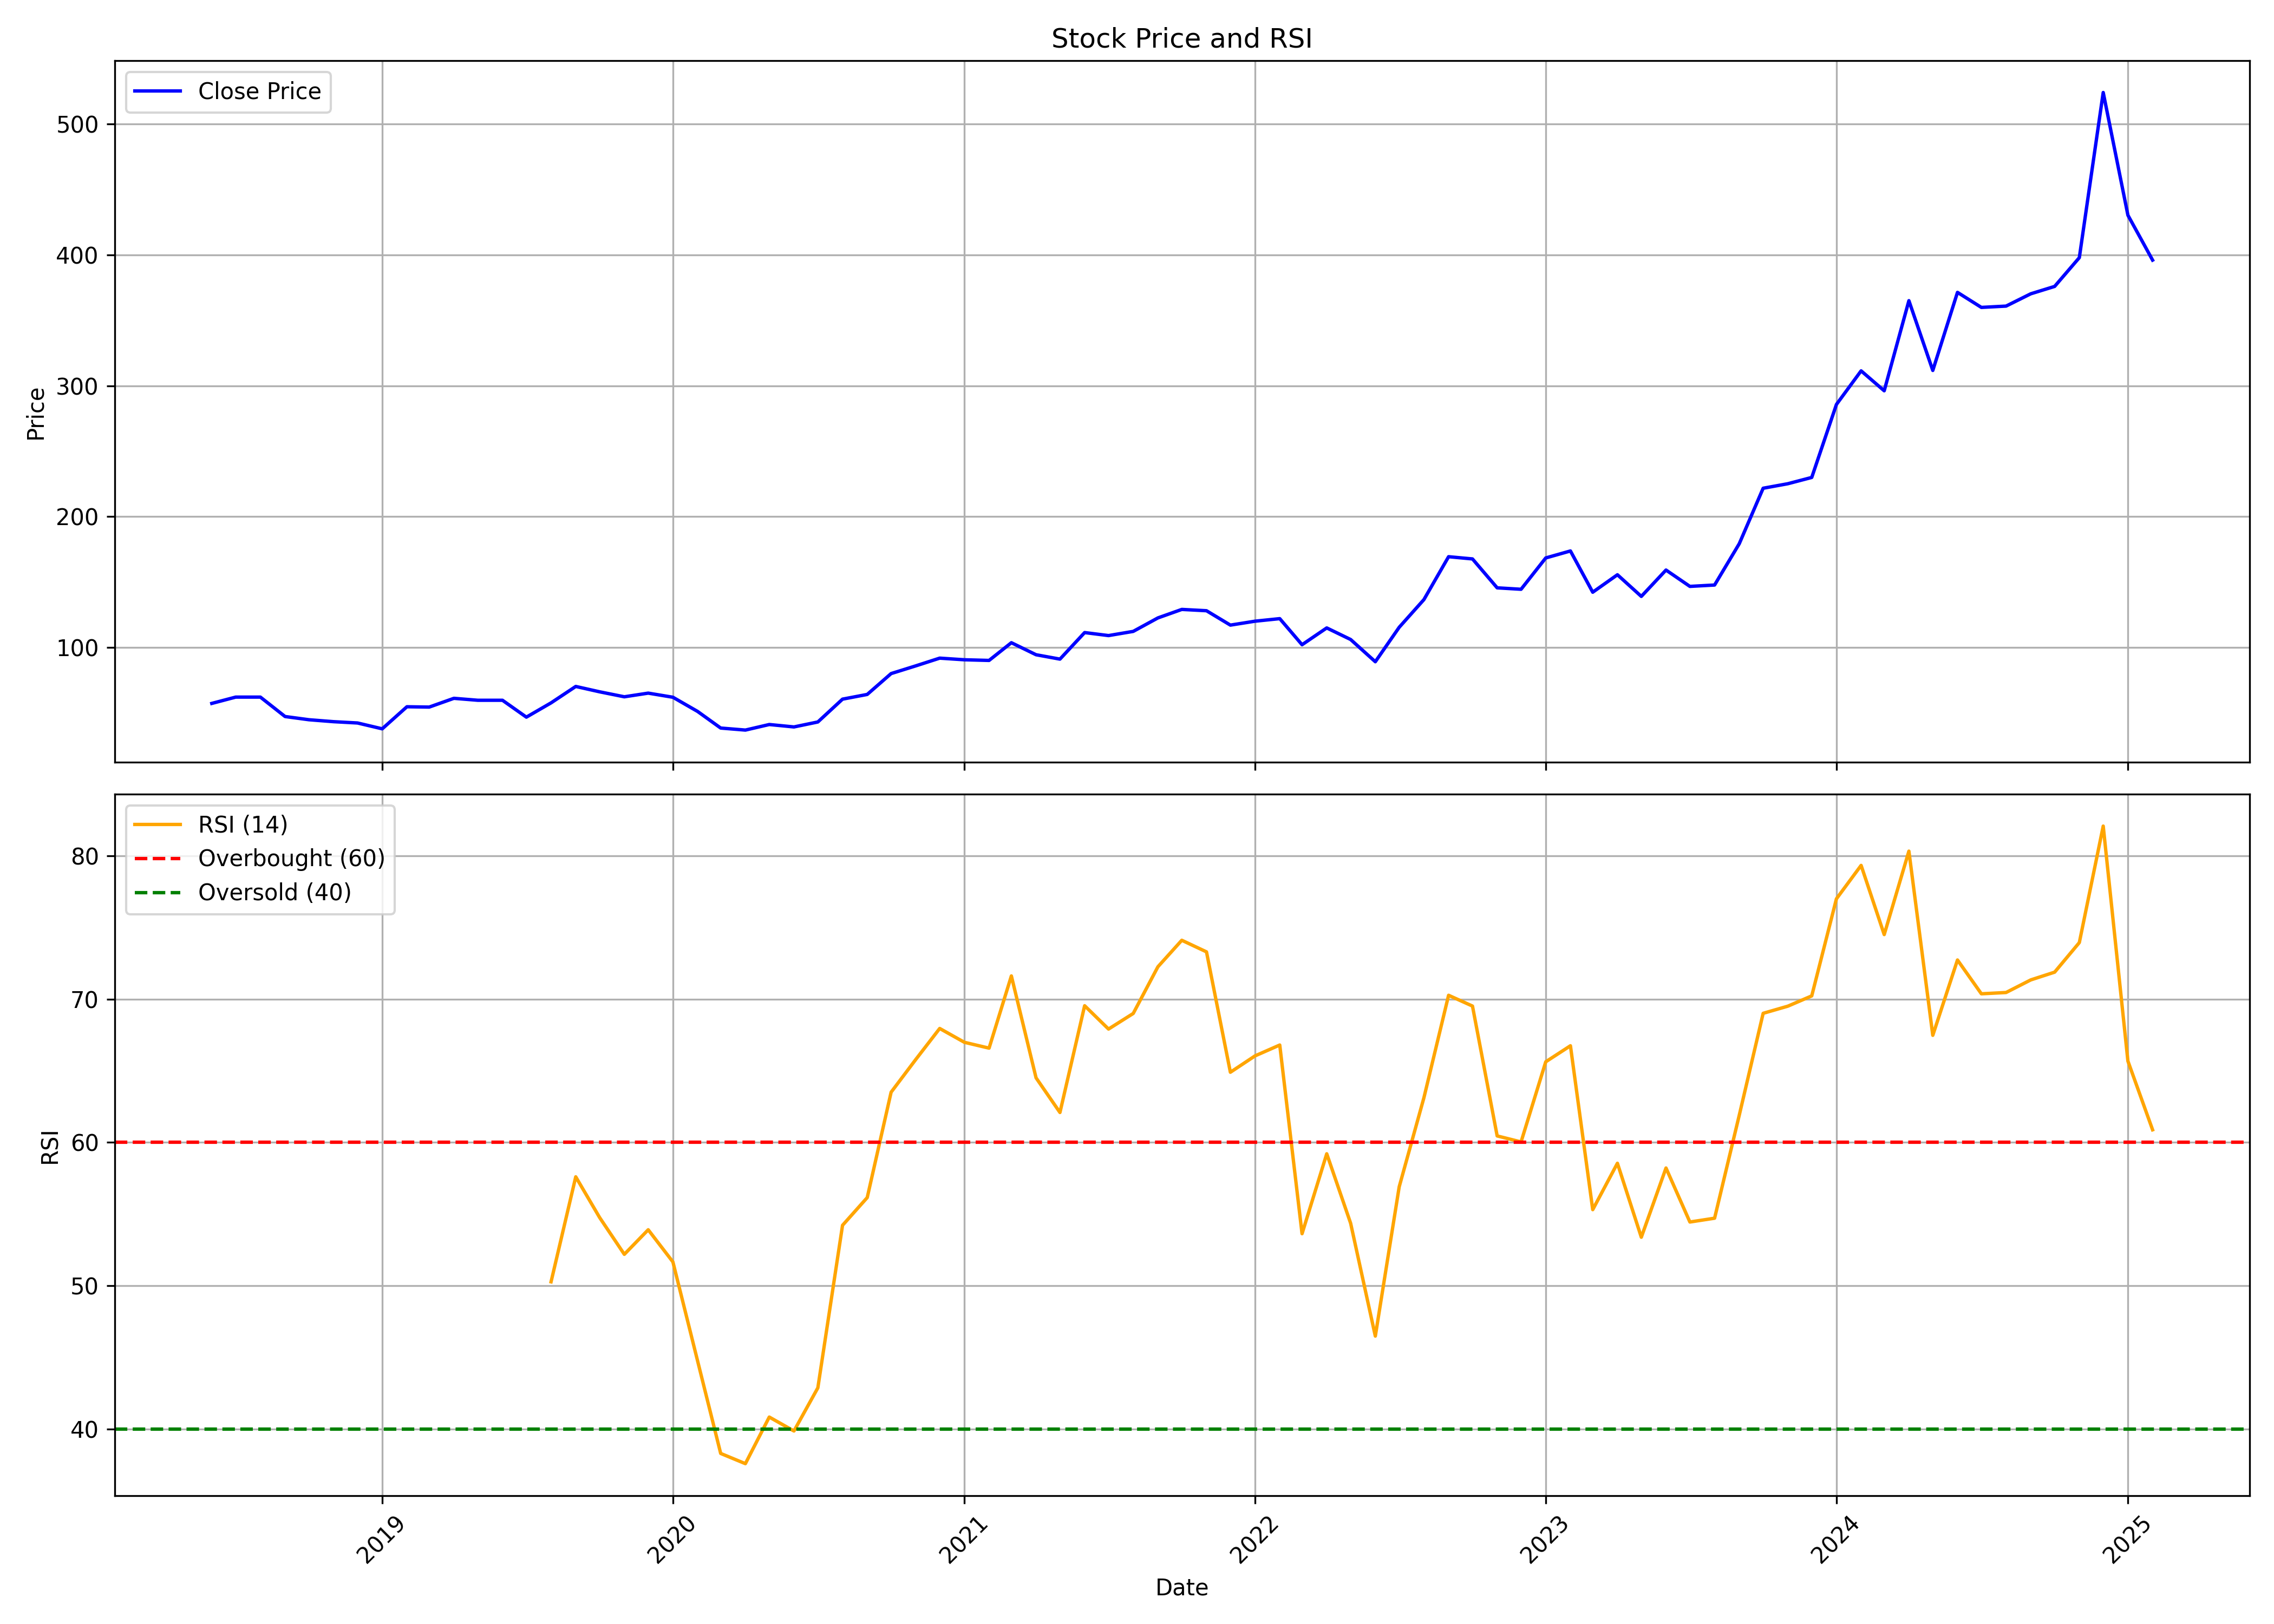 Stock Price and RSI
Close Price
500
400
300
200
100
Price
RSI (14)
Overbought (60)
Oversold (40)
80
70
60
50
40
RSI
2019
2020
2021
2022
2023
2024
2025
Date